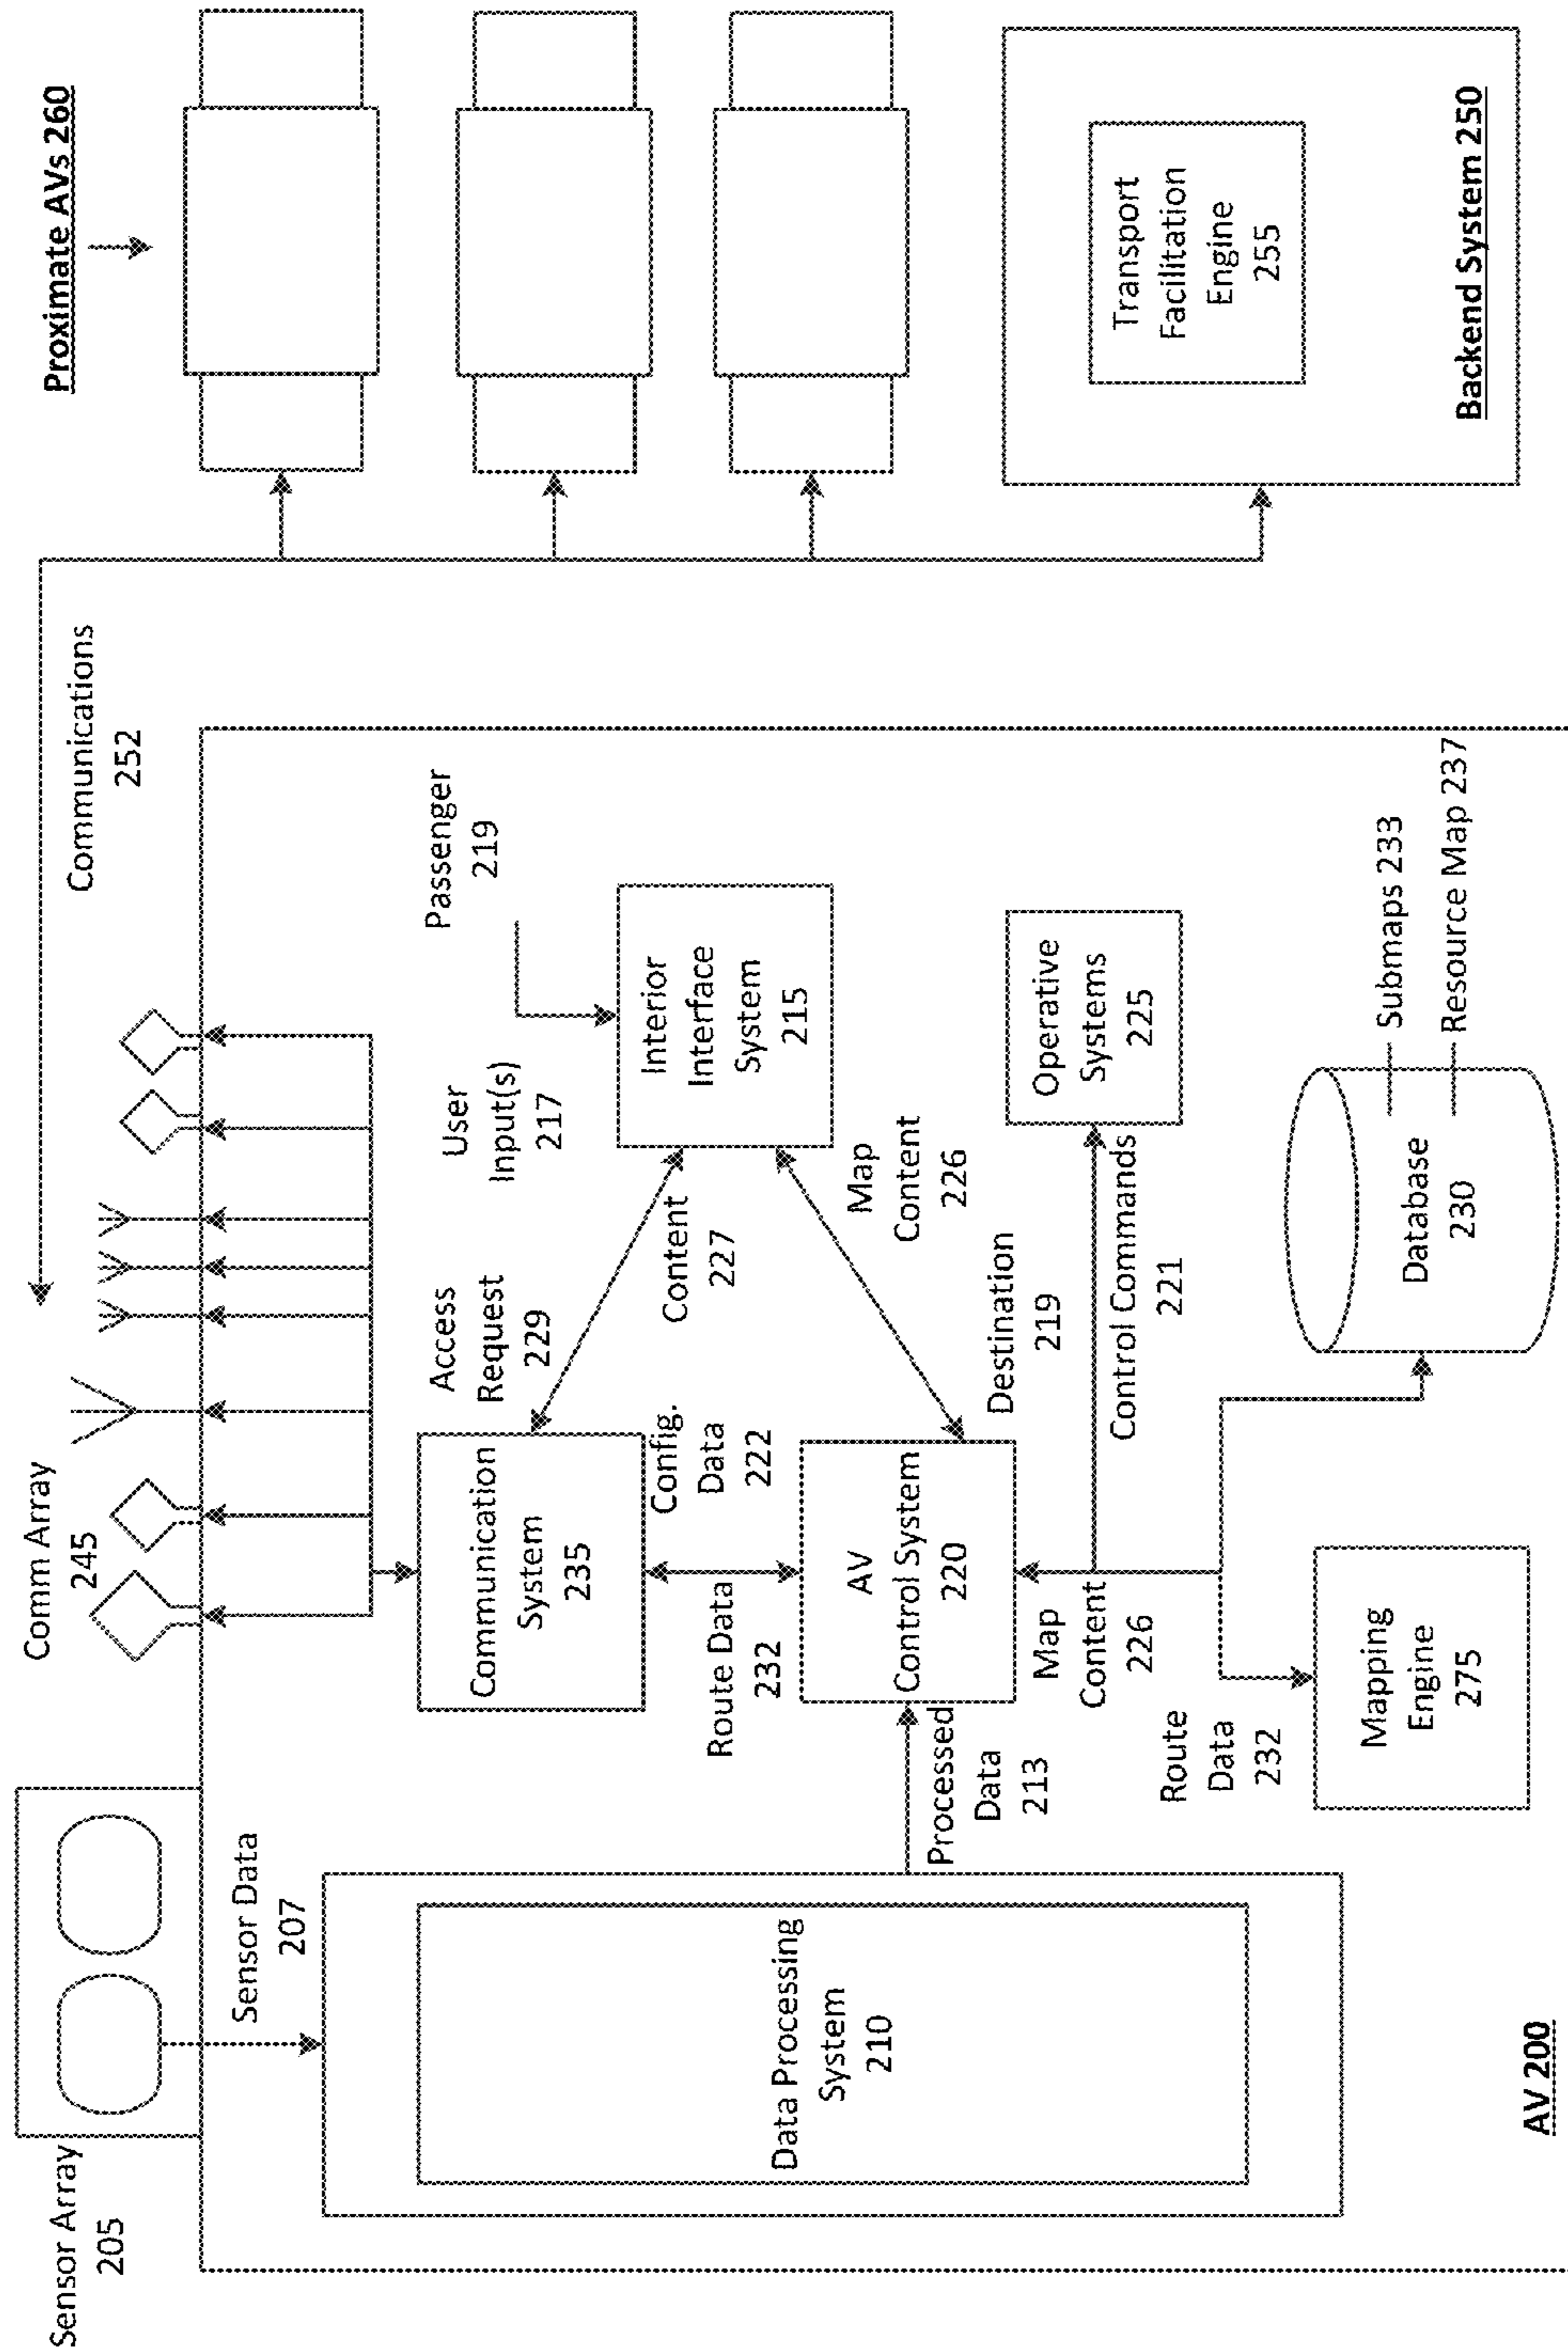 Sensor Array
205
Comm Array
245
Communications
252
Proximate AVs 260
Sensor Data
207
Data Processing
System
210
Communication
System
235
Access
Request
229
User
Input(s)
217
Passenger
219
Content
227
Interior
Interface
System
215
Config.
Data
222
Route Data
232
Map
Content
226
AV
Control System
220
Processed
Data
213
Destination
219
Operative
Systems
225
Control Commands
221
Map
Content
226
Route
Data
232
Mapping
Engine
275
Database
230
Submaps 233
Resource Map 237
Transport
Facilitation
Engine
255
Backend System 250
AV 200